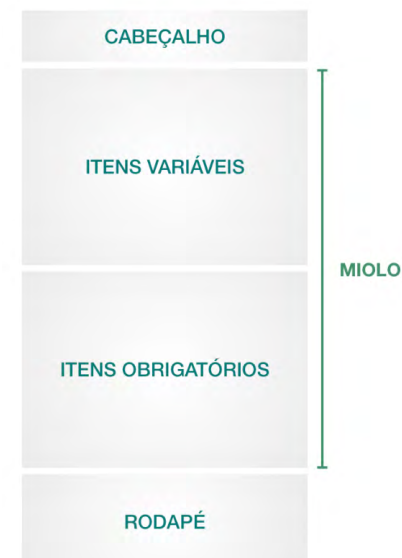 CABEÇALHO
ITENS VARIÁVEIS
MIOLO
ITENS OBRIGATÓRIOS
RODAPÉ